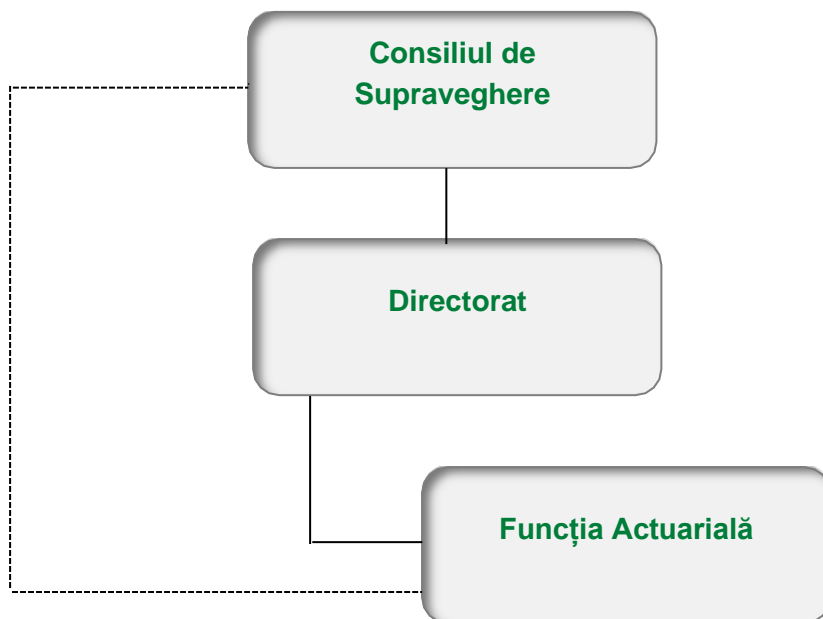 Consiliul de
Supraveghere
Directorat
Funcția Actuarială